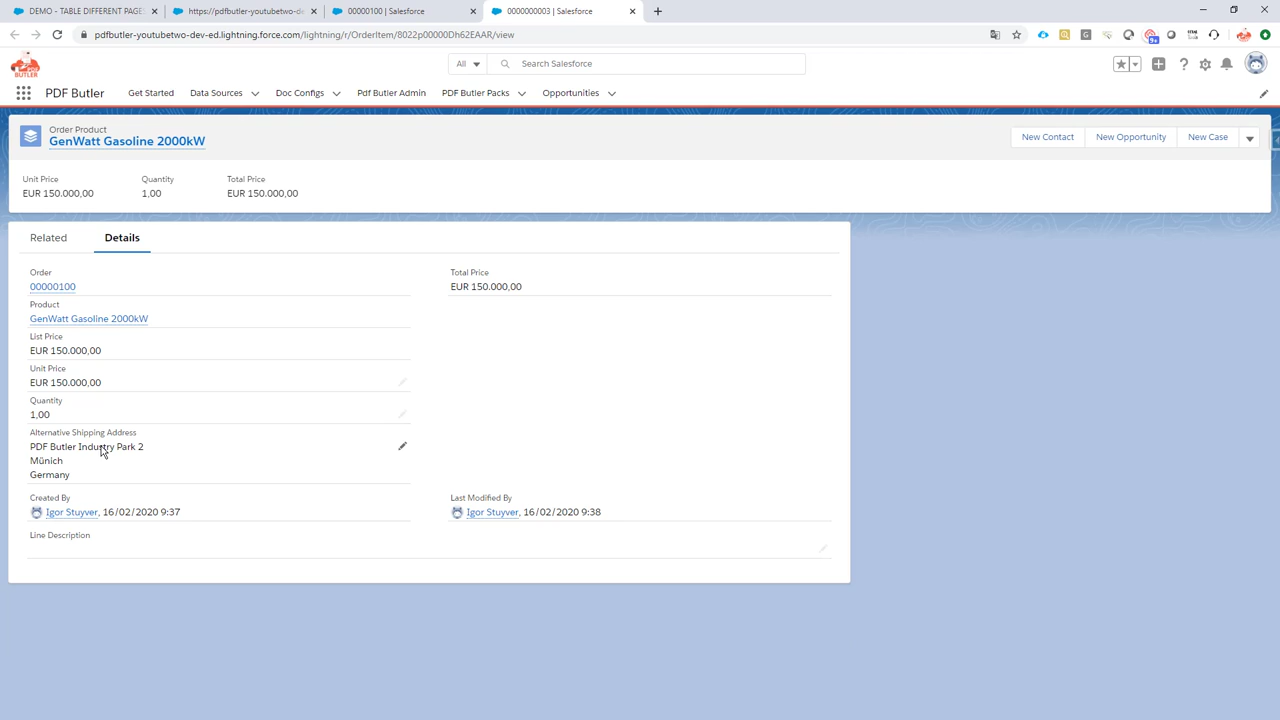 DEMO - TABLE DIFFERENT PAGE
https://pdfbutler-youtubetwo-de
00000100 | Salesforce
0000000003 | Salesforce
pdfbutler-youtubetwo-dev-ed.lightning.force.com/lightning/r/OrderItem/8022p00000Dh62EAAR/view
All
Search Salesforce
PDF Butler
Get Started
Data Sources
Doc Configs
Pdf Butler Admin
PDF Butler Packs
Opportunities
Order Product
GenWatt Gasoline 2000kW
New Contact
New Opportunity
New Case
Unit Price
Quantity
Total Price
EUR 150.000,00
1,00
EUR 150.000,00
Related
Details
Order
00000100
Total Price
EUR 150.000,00
Product
GenWatt Gasoline 2000kW
List Price
EUR 150.000,00
Unit Price
EUR 150.000,00
Quantity
1,00
Alternative Shipping Address
PDF Butler Industry Park 2
Münich
Germany
Created By
Igor Stuyver, 16/02/2020 9:37
Last Modified By
Igor Stuyver, 16/02/2020 9:38
Line Description